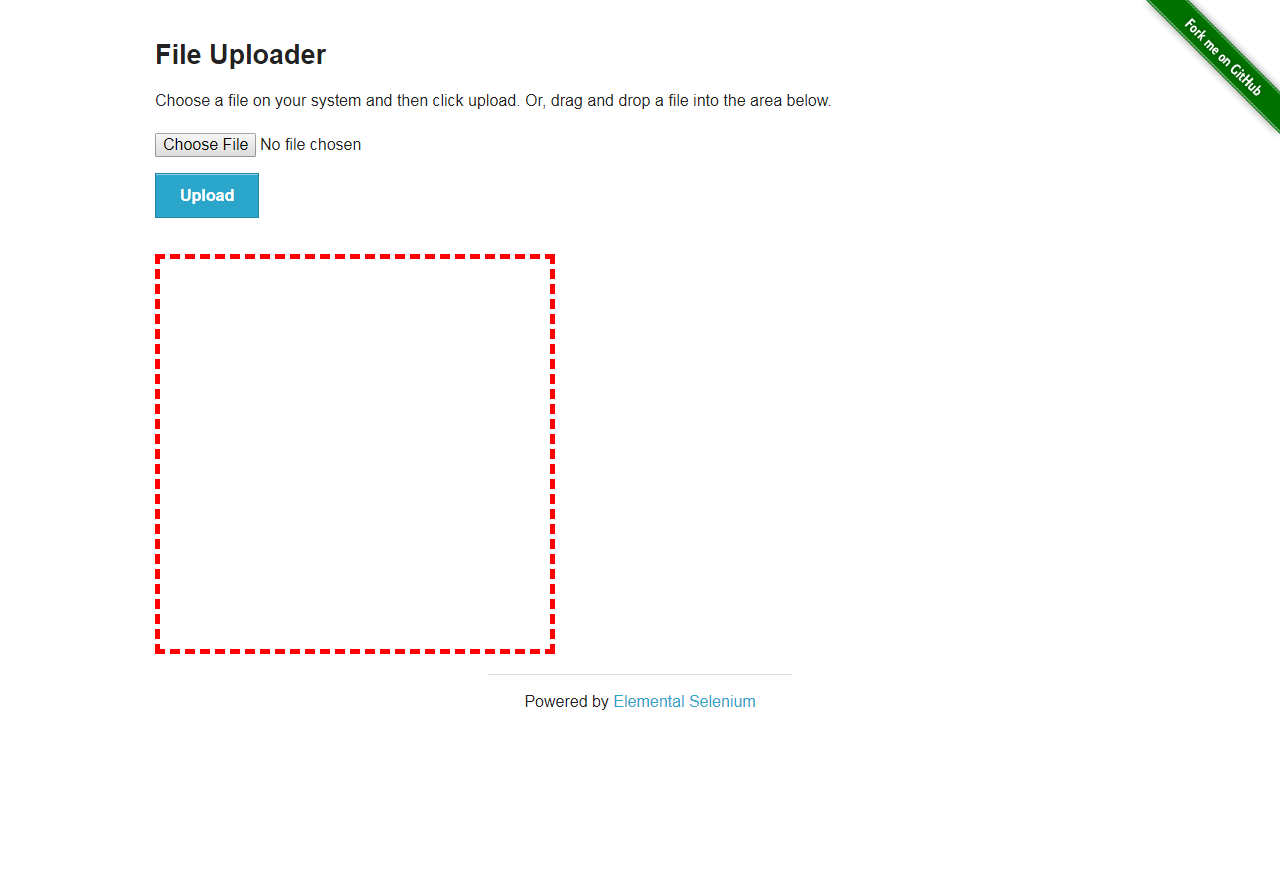 File Uploader
Fork me on GitHub
Choose a file on your system and then click upload. Or, drag and drop a file into the area below.
Choose File No file chosen
Upload
Powered by Elemental Selenium